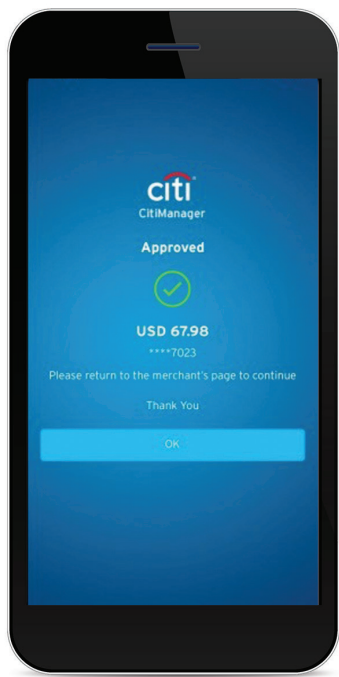 citi
CitiManager
Approved
USD 67.98
****7023
Please return to the merchant's page to continue
Thank You
OK